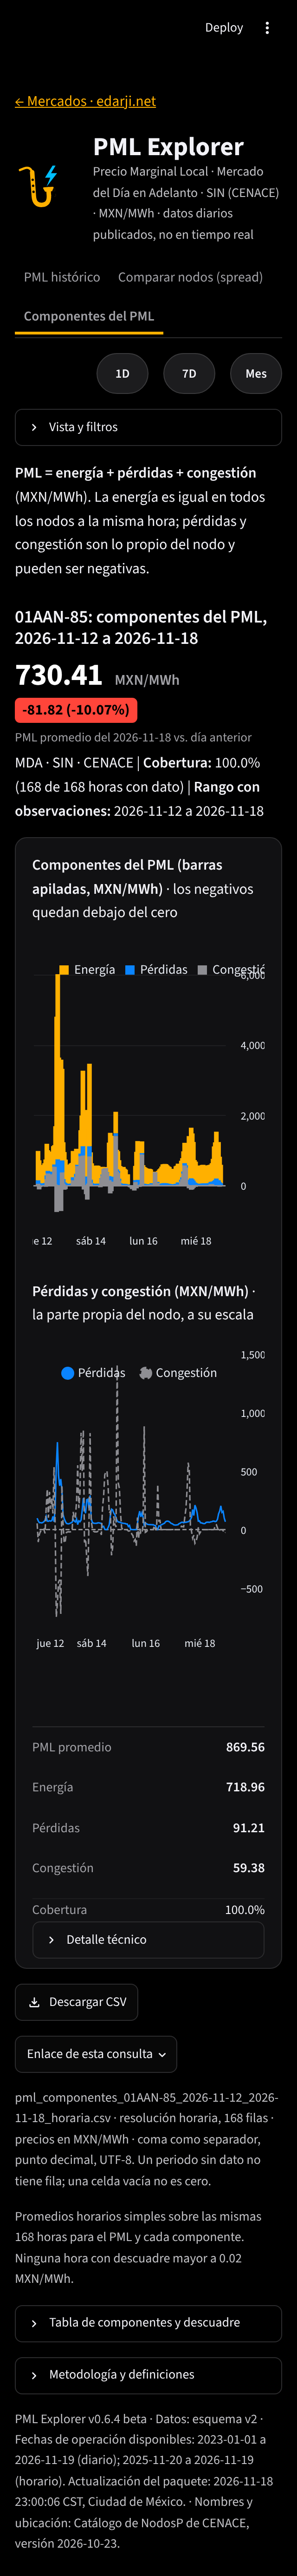 Deploy
← Mercados · edarji.net
PML Explorer
Precio Marginal Local · Mercado
del Día en Adelanto · SIN (CENACE)
· MXN/MWh · datos diarios
publicados, no en tiempo real
PML histórico Comparar nodos (spread)
Componentes del PML
1D 7D Mes
Vista y filtros
PML = energía + pérdidas + congestión
(MXN/MWh). La energía es igual en todos
los nodos a la misma hora; pérdidas y
congestión son lo propio del nodo y
pueden ser negativas.
01AAN-85: componentes del PML,
2026-11-12 a 2026-11-18
730.41 MXN/MWh
-81.82 (-10.07%)
PML promedio del 2026-11-18 vs. día anterior
MDA · SIN · CENACE | Cobertura: 100.0%
(168 de 168 horas con dato) | Rango con
observaciones: 2026-11-12 a 2026-11-18
Componentes del PML (barras
apiladas, MXN/MWh) · los negativos
quedan debajo del cero
Energía Pérdidas Congestió
6,000
4,000
2,000
0
e 12 sáb 14 lun 16 mié 18
Pérdidas y congestión (MXN/MWh) ·
la parte propia del nodo, a su escala
1,500
Pérdidas Congestión
1,000
500
0
−500
jue 12 sáb 14 lun 16 mié 18
PML promedio 869.56
Energía 718.96
Pérdidas 91.21
Congestión 59.38
Cobertura 100.0%
Detalle técnico
Descargar CSV
Enlace de esta consulta
pml_componentes_01AAN-85_2026-11-12_2026-
11-18_horaria.csv · resolución horaria, 168 filas ·
precios en MXN/MWh · coma como separador,
punto decimal, UTF-8. Un periodo sin dato no
tiene fila; una celda vacía no es cero.
Promedios horarios simples sobre las mismas
168 horas para el PML y cada componente.
Ninguna hora con descuadre mayor a 0.02
MXN/MWh.
Tabla de componentes y descuadre
Metodología y definiciones
PML Explorer v0.6.4 beta · Datos: esquema v2 ·
Fechas de operación disponibles: 2023-01-01 a
2026-11-19 (diario); 2025-11-20 a 2026-11-19
(horario). Actualización del paquete: 2026-11-18
23:00:06 CST, Ciudad de México. · Nombres y
ubicación: Catálogo de NodosP de CENACE,
versión 2026-10-23.